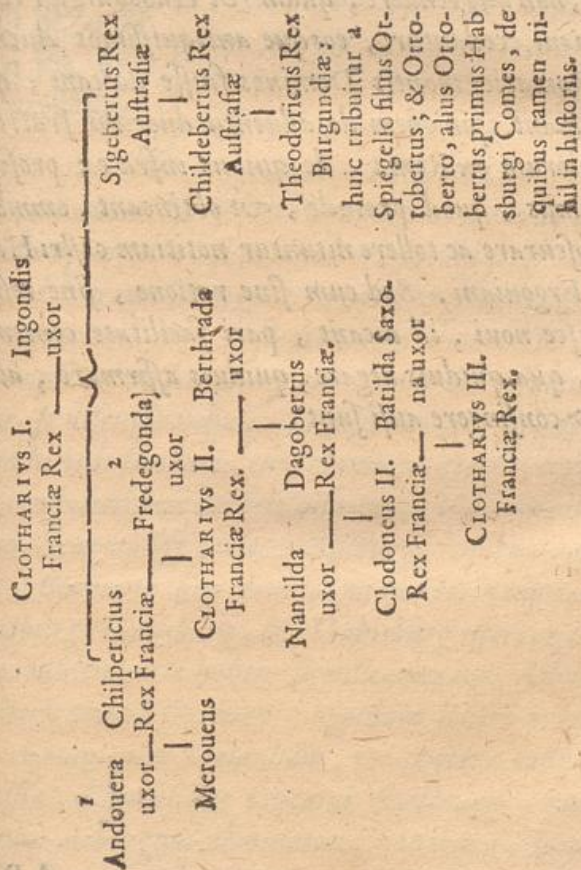 CLOTHARIVS I. Ingondis
Franciæ Rex — uxor
1 2
Andouera Chilpericius
uxor—Rex Franciæ—Fredegonda]
uxor
Meroueus
CLOTHARIVS II. Berthrada
Franciæ Rex. — uxor
Nantilda Dagobertus
uxor —Rex Franciæ.
Clodoueus II. Batilda Saxo-
Rex Franciæ— na uxor
CLOTHARIVS III.
Franciæ Rex.
Sigebertus Rex
Auſtraſiæ
Childebertus Rex
Auſtraſiæ
Theodoricus Rex
Burgundiæ:
huic tribuitur a
Spiegelio filius Ot-
tobertus; & Otto-
berto, alius Otto-
bertus primus Hab
sburgi Comes, de
quibus tamen ni-
hil in hiſtoriis.